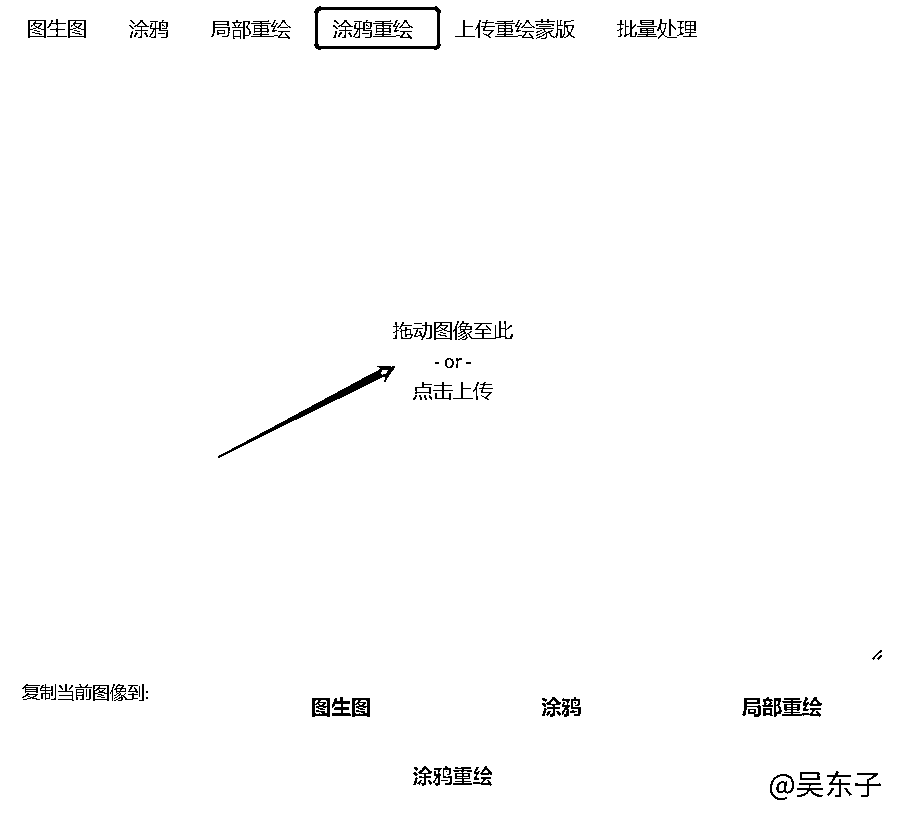 图生图 涂鸦 局部重绘 涂鸦重绘 上传重绘蒙版 批量处理
拖动图像至此
- or -
点击上传
复制当前图像到:
图生图 涂鸦 局部重绘
涂鸦重绘
@吴东子